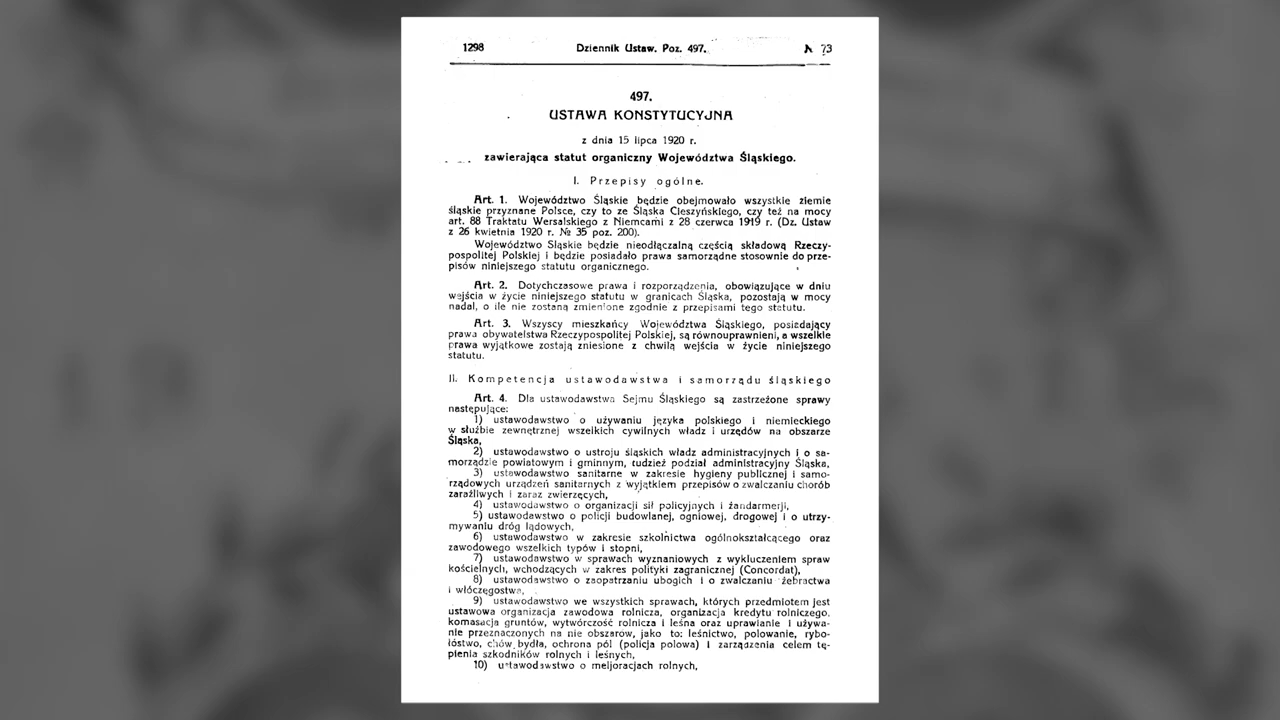 1298 Dziennik Ustaw. Poz. 497. № 73
497.
USTAWA KONSTYTUCYJNA
z dnia 15 lipca 1920 r.
zawierająca statut organiczny Województwa Śląskiego.
I. Przepisy ogólne.
Art. 1. Województwo Śląskie będzie obejmowało wszystkie ziemie
śląskie przyznane Polsce, czy to ze Śląska Cieszyńskiego, czy też na mocy
art. 88 Traktatu Wersalskiego z Niemcami z 28 czerwca 1919 r. (Dz. Ustaw
z 26 kwietnia 1920 r. № 35 poz. 200).
Województwo Śląskie będzie nieodłączalną częścią składową Rzeczy-
pospolitej Polskiej i będzie posiadało prawa samorządne stosownie do prze-
pisów niniejszego statutu organicznego.
Art. 2. Dotychczasowe prawa i rozporządzenia, obowiązujące w dniu
wejścia w życie niniejszego statutu w granicach Śląska, pozostają w mocy
nadal, o ile nie zostaną zmienione zgodnie z przepisami tego statutu.
Art. 3. Wszyscy mieszkańcy Województwa Śląskiego, posiadający
prawa obywatelstwa Rzeczypospolitej Polskiej, są równouprawnieni, a wszelkie
prawa wyjątkowe zostają zniesione z chwilą wejścia w życie niniejszego
statutu.
II. Kompetencja ustawodawstwa i samorządu śląskiego
Art. 4. Dla ustawodawstwa Sejmu Śląskiego są zastrzeżone sprawy
następujące:
1) ustawodawstwo o używaniu języka polskiego i niemieckiego
w służbie zewnętrznej wszelkich cywilnych władz i urzędów na obszarze
Śląska,
2) ustawodawstwo o ustroju śląskich władz administracyjnych i o sa-
morządzie powiatowym i gminnym, tudzież podział administracyjny Śląska,
3) ustawodawstwo sanitarne w zakresie hygieny publicznej i samo-
rządowych urządzeń sanitarnych z wyjątkiem przepisów o zwalczaniu chorób
zaraźliwych i zaraz zwierzęcych,
4) ustawodawstwo o organizacji sił policyjnych i żandarmerji,
5) ustawodawstwo o policji budowlanej, ogniowej, drogowej i o utrzy-
mywaniu dróg lądowych,
6) ustawodawstwo w zakresie szkolnictwa ogólnokształcącego oraz
zawodowego wszelkich typów i stopni,
7) ustawodawstwo w sprawach wyznaniowych z wykluczeniem spraw
kościelnych, wchodzących w zakres polityki zagranicznej (Concordat),
8) ustawodawstwo o zaopatrzaniu ubogich i o zwalczaniu żebractwa
i włóczęgostwa,
9) ustawodawstwo we wszystkich sprawach, których przedmiotem jest
ustawowa organizacja zawodowa rolnicza, organizacja kredytu rolniczego,
komasacja gruntów, wytwórczość rolnicza i leśna oraz uprawianie i używa-
nie przeznaczonych na nie obszarów, jako to: leśnictwo, polowanie, rybo-
łóstwo, chów bydła, ochrona pól (policja polowa) i zarządzenia celem tę-
pienia szkodników rolnych i leśnych,
10) ustawodawstwo o meljoracjach rolnych,